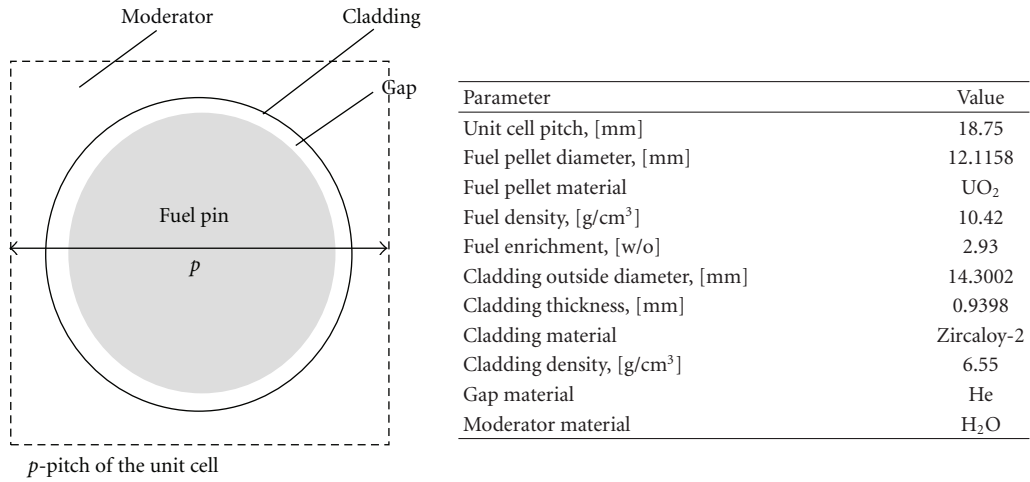 Moderator
Cladding
Gap
Fuel pin
p
p-pitch of the unit cell
Parameter Value
Unit cell pitch, [mm] 18.75
Fuel pellet diameter, [mm] 12.1158
Fuel pellet material UO₂
Fuel density, [g/cm³] 10.42
Fuel enrichment, [w/o] 2.93
Cladding outside diameter, [mm] 14.3002
Cladding thickness, [mm] 0.9398
Cladding material Zircaloy-2
Cladding density, [g/cm³] 6.55
Gap material He
Moderator material H₂O